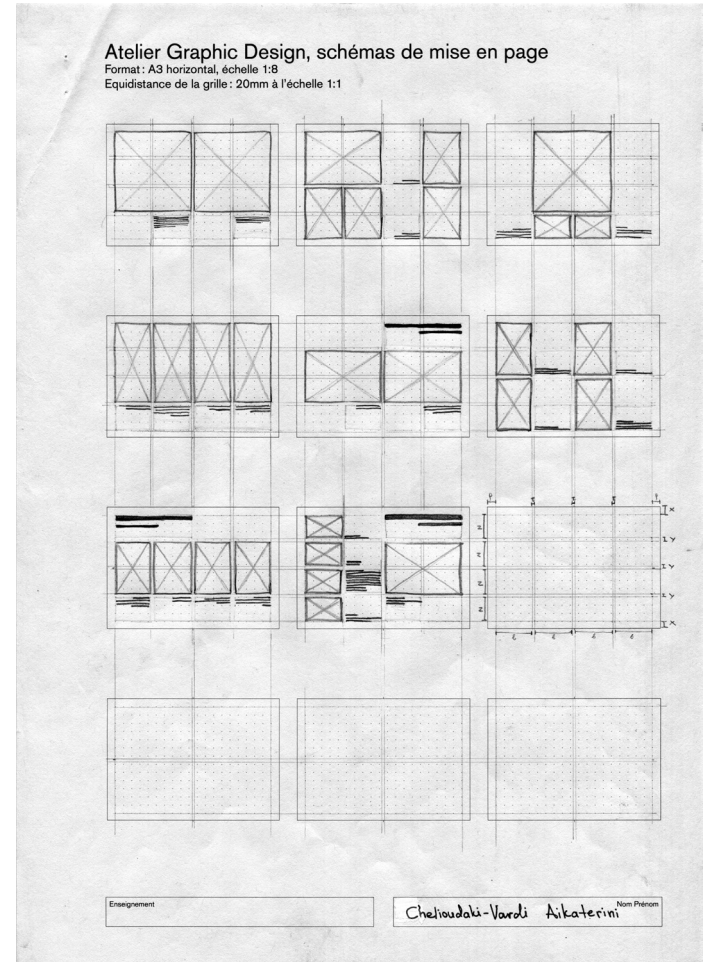 Atelier Graphic Design, schémas de mise en page
Format : A3 horizontal, échelle 1:8
Equidistance de la grille : 20mm à l'échelle 1:1
x
y
y
y
x
z
z
z
z
Enseignement
Nom Prénom
Chelioudaki-Vardi Aikaterini